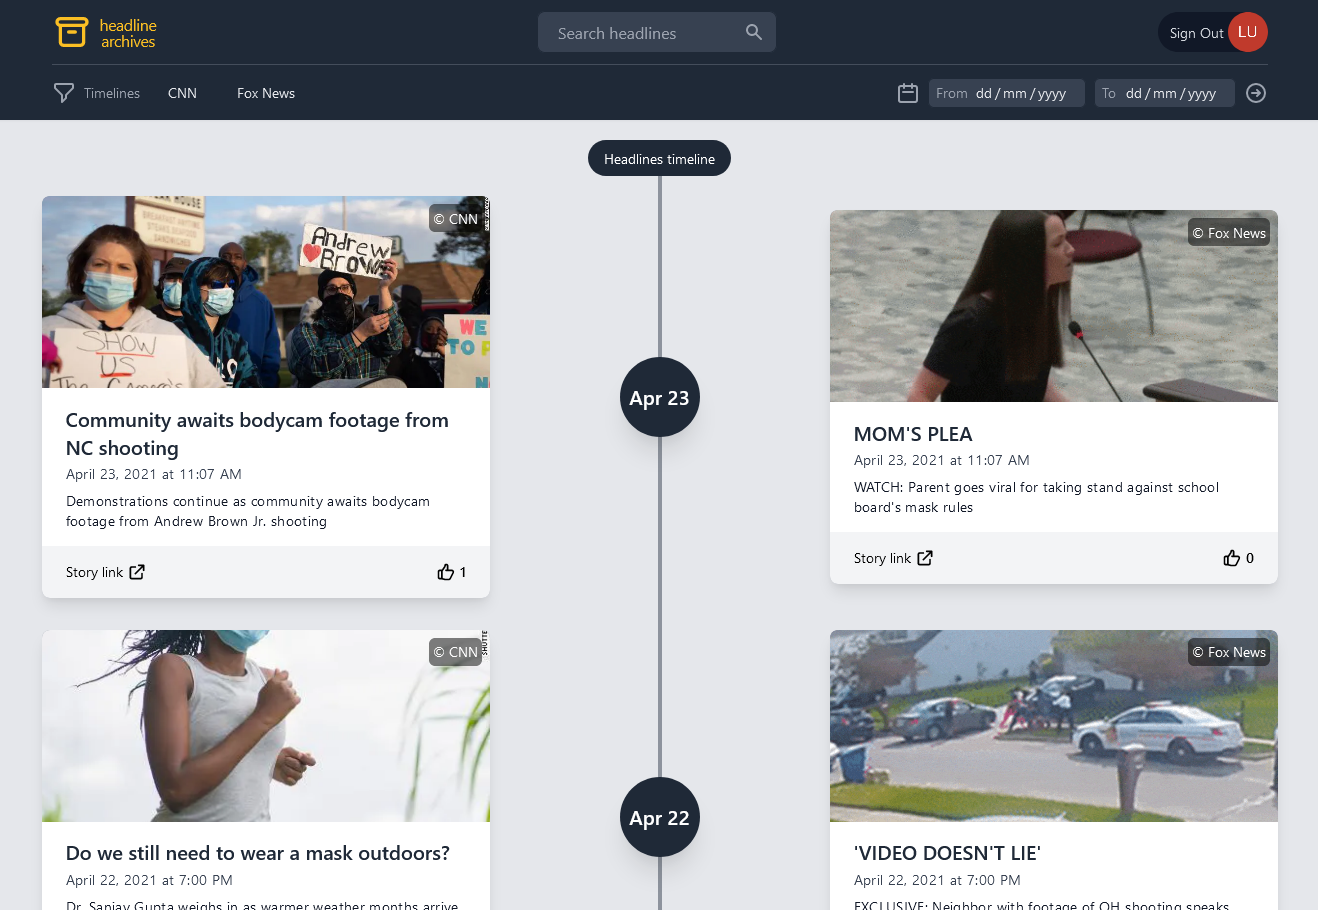 headline
archives
Search headlines
Sign Out
LU
Timelines
CNN
Fox News
From dd/mm/yyyy
To dd/mm/yyyy
Headlines timeline
BREAKFAST ANYTIME
STEAKS SEAFOOD
SANDWICHES
© CNN
Andrew
Brown
SHOW
US
The Camera's
WE
TO
Community awaits bodycam footage from
NC shooting
April 23, 2021 at 11:07 AM
Demonstrations continue as community awaits bodycam
footage from Andrew Brown Jr. shooting
Story link
1
Apr 23
© Fox News
MOM'S PLEA
April 23, 2021 at 11:07 AM
WATCH: Parent goes viral for taking stand against school
board's mask rules
Story link
0
© CNN
SHUTTE
Do we still need to wear a mask outdoors?
April 22, 2021 at 7:00 PM
Dr. Sanjay Gupta weighs in as warmer weather months arrive
Apr 22
© Fox News
'VIDEO DOESN'T LIE'
April 22, 2021 at 7:00 PM
EXCLUSIVE: Neighbor with footage of OH shooting speaks